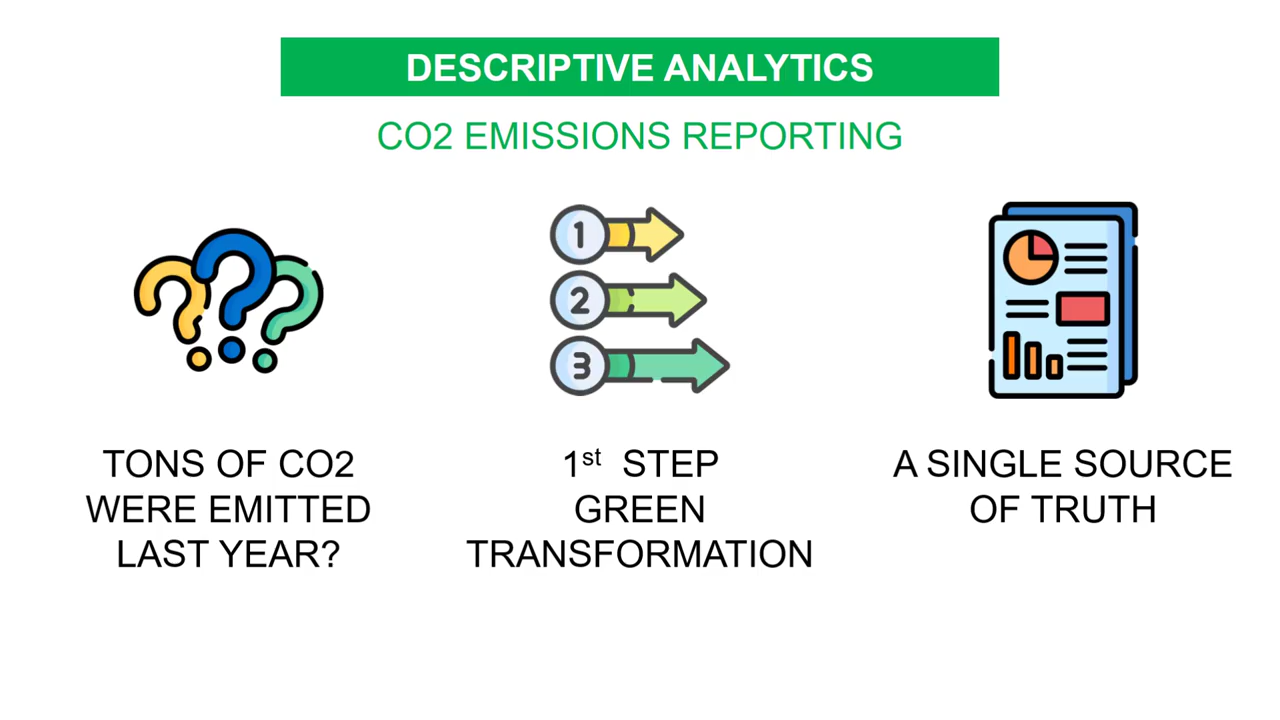 DESCRIPTIVE ANALYTICS
CO2 EMISSIONS REPORTING
1
2
3
TONS OF CO2
WERE EMITTED
LAST YEAR?
1st STEP
GREEN
TRANSFORMATION
A SINGLE SOURCE
OF TRUTH